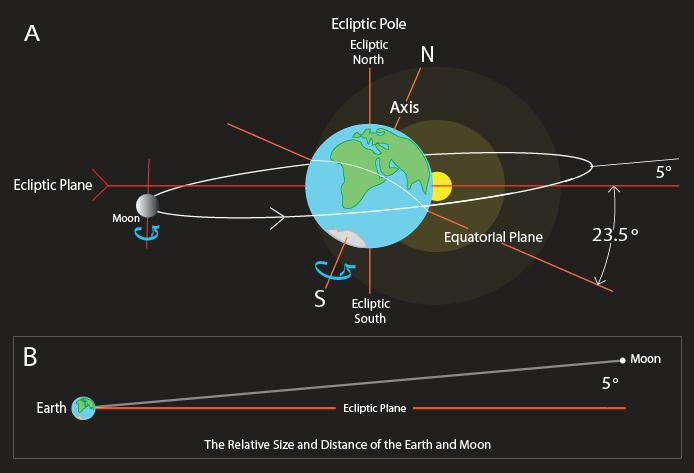 A
Ecliptic Pole
Ecliptic
North
N
Axis
Ecliptic Plane
5°
Moon
Equatorial Plane
23.5°
S
Ecliptic
South
B
Moon
5°
Earth
Ecliptic Plane
The Relative Size and Distance of the Earth and Moon